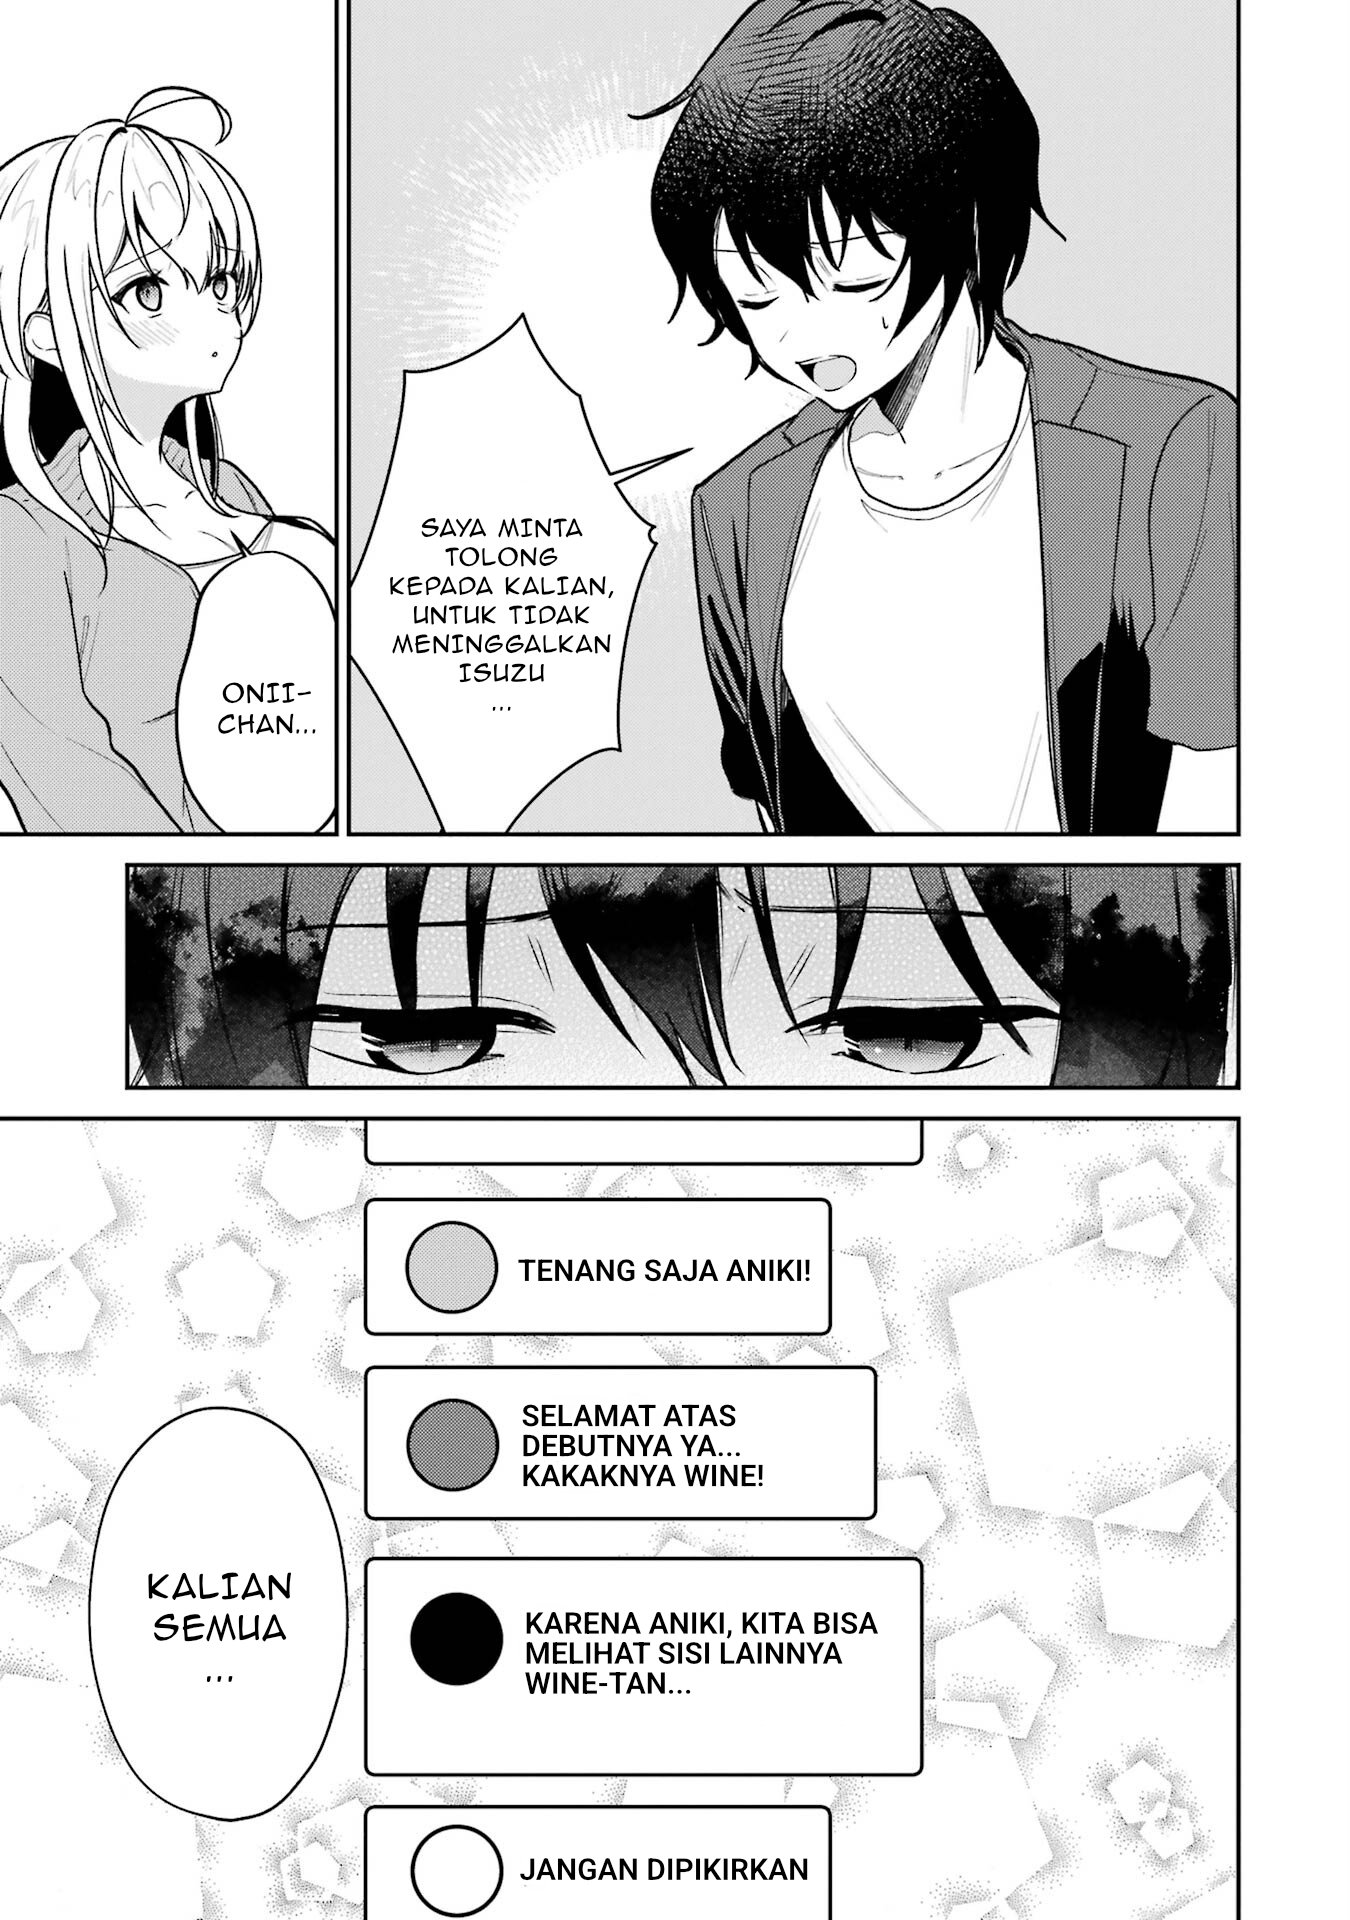 SAYA MINTA
TOLONG
KEPADA KALIAN,
UNTUK TIDAK
MENINGGALKAN
ISUZU
...
ONII-
CHAN...
TENANG SAJA ANIKI!
SELAMAT ATAS
DEBUTNYA YA...
KAKAKNYA WINE!
KARENA ANIKI, KITA BISA
MELIHAT SISI LAINNYA
WINE-TAN...
JANGAN DIPIKIRKAN
KALIAN
SEMUA
...